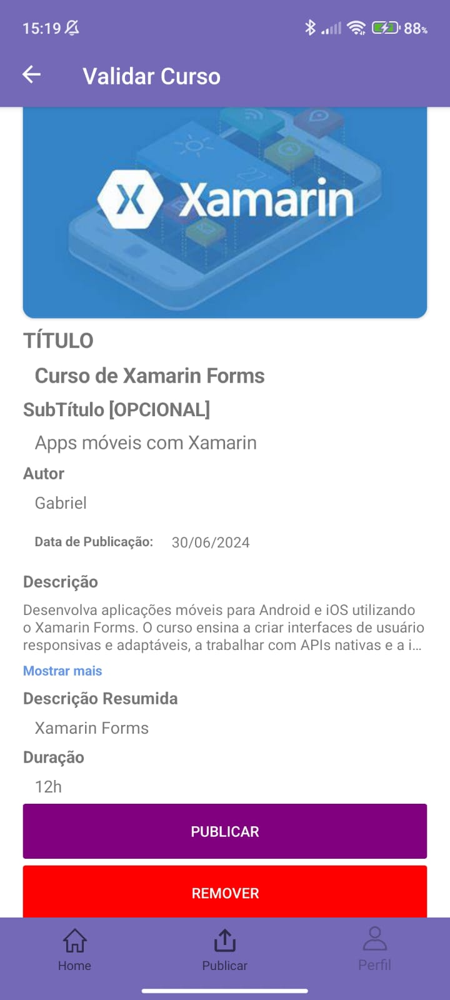 15:19 88%
Validar Curso
22°
Xamarin
TÍTULO
Curso de Xamarin Forms
SubTítulo [OPCIONAL]
Apps móveis com Xamarin
Autor
Gabriel
Data de Publicação: 30/06/2024
Descrição
Desenvolva aplicações móveis para Android e iOS utilizando
o Xamarin Forms. O curso ensina a criar interfaces de usuário
responsivas e adaptáveis, a trabalhar com APIs nativas e a i...
Mostrar mais
Descrição Resumida
Xamarin Forms
Duração
12h
PUBLICAR
REMOVER
Home Publicar Perfil